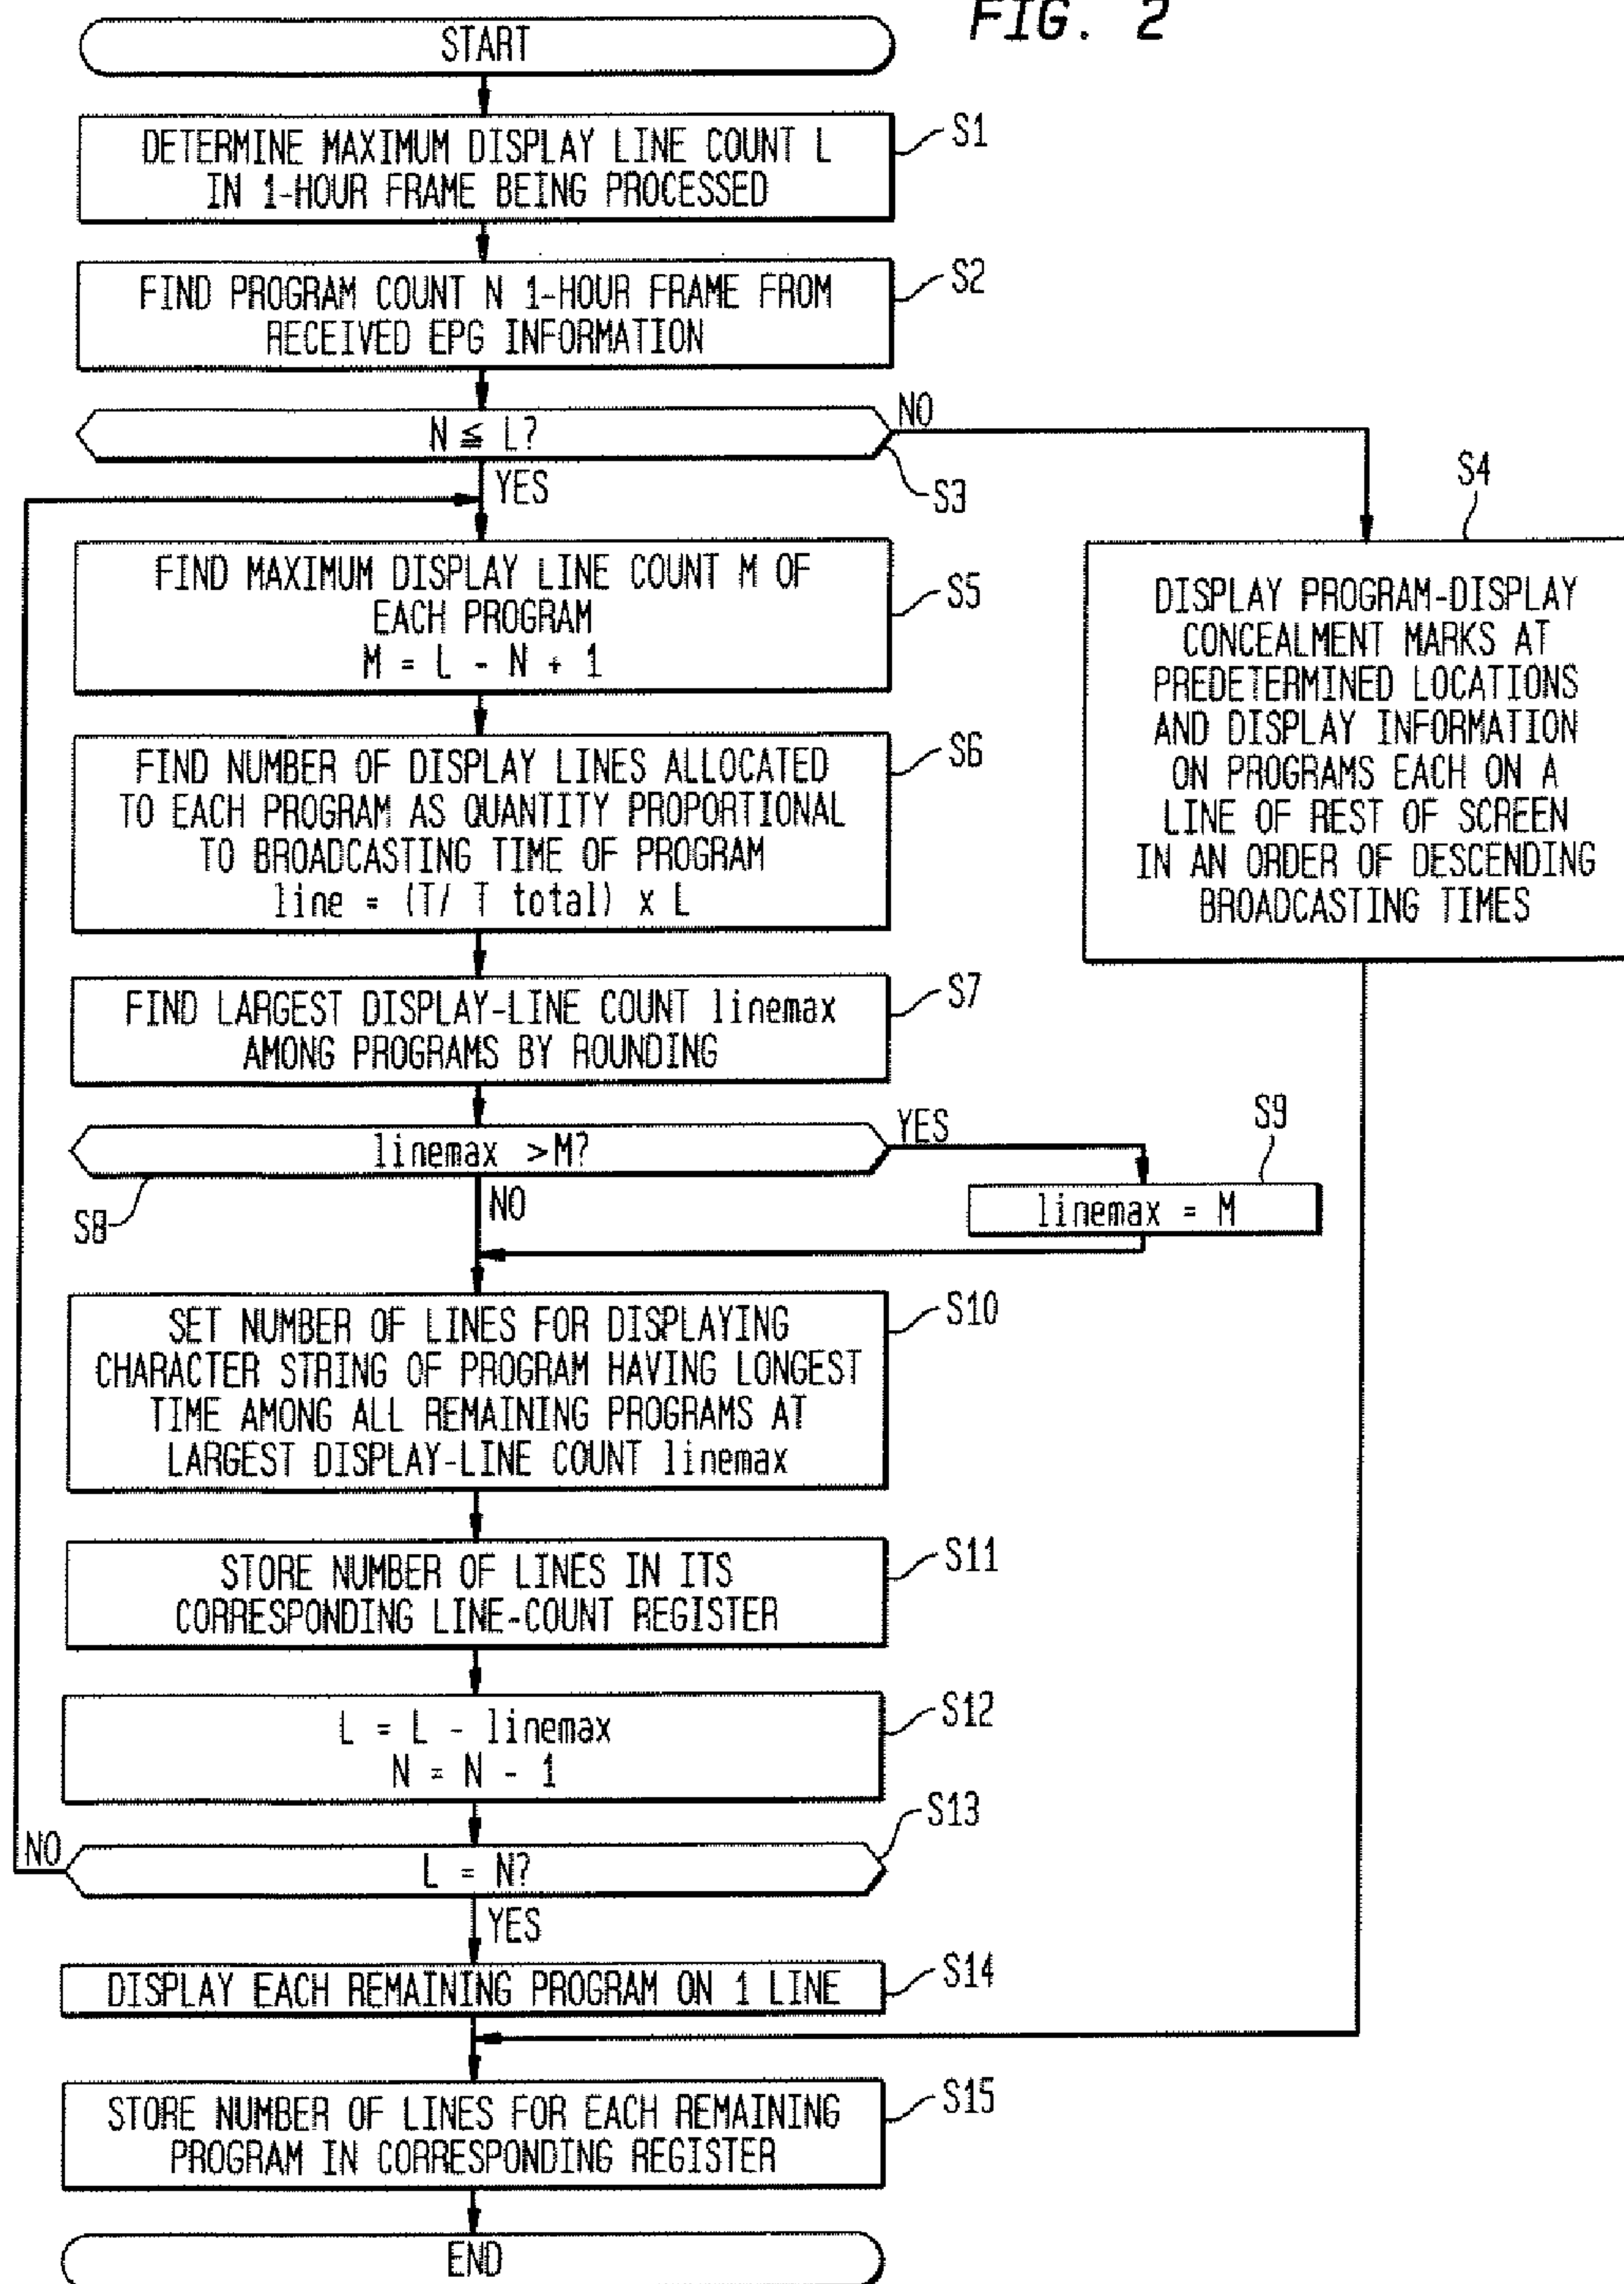 FIG. 2
START
DETERMINE MAXIMUM DISPLAY LINE COUNT L
IN 1-HOUR FRAME BEING PROCESSED
S1
FIND PROGRAM COUNT N 1-HOUR FRAME FROM
RECEIVED EPG INFORMATION
S2
N ≦ L?
NO
S3
YES
S4
DISPLAY PROGRAM-DISPLAY
CONCEALMENT MARKS AT
PREDETERMINED LOCATIONS
AND DISPLAY INFORMATION
ON PROGRAMS EACH ON A
LINE OF REST OF SCREEN
IN AN ORDER OF DESCENDING
BROADCASTING TIMES
FIND MAXIMUM DISPLAY LINE COUNT M OF
EACH PROGRAM
M = L - N + 1
S5
FIND NUMBER OF DISPLAY LINES ALLOCATED
TO EACH PROGRAM AS QUANTITY PROPORTIONAL
TO BROADCASTING TIME OF PROGRAM
line = (T/ T total) x L
S6
FIND LARGEST DISPLAY-LINE COUNT linemax
AMONG PROGRAMS BY ROUNDING
S7
linemax >M?
YES
S8
NO
S9
linemax = M
SET NUMBER OF LINES FOR DISPLAYING
CHARACTER STRING OF PROGRAM HAVING LONGEST
TIME AMONG ALL REMAINING PROGRAMS AT
LARGEST DISPLAY-LINE COUNT linemax
S10
STORE NUMBER OF LINES IN ITS
CORRESPONDING LINE-COUNT REGISTER
S11
L = L - linemax
N = N - 1
S12
S13
NO
L = N?
YES
DISPLAY EACH REMAINING PROGRAM ON 1 LINE
S14
STORE NUMBER OF LINES FOR EACH REMAINING
PROGRAM IN CORRESPONDING REGISTER
S15
END